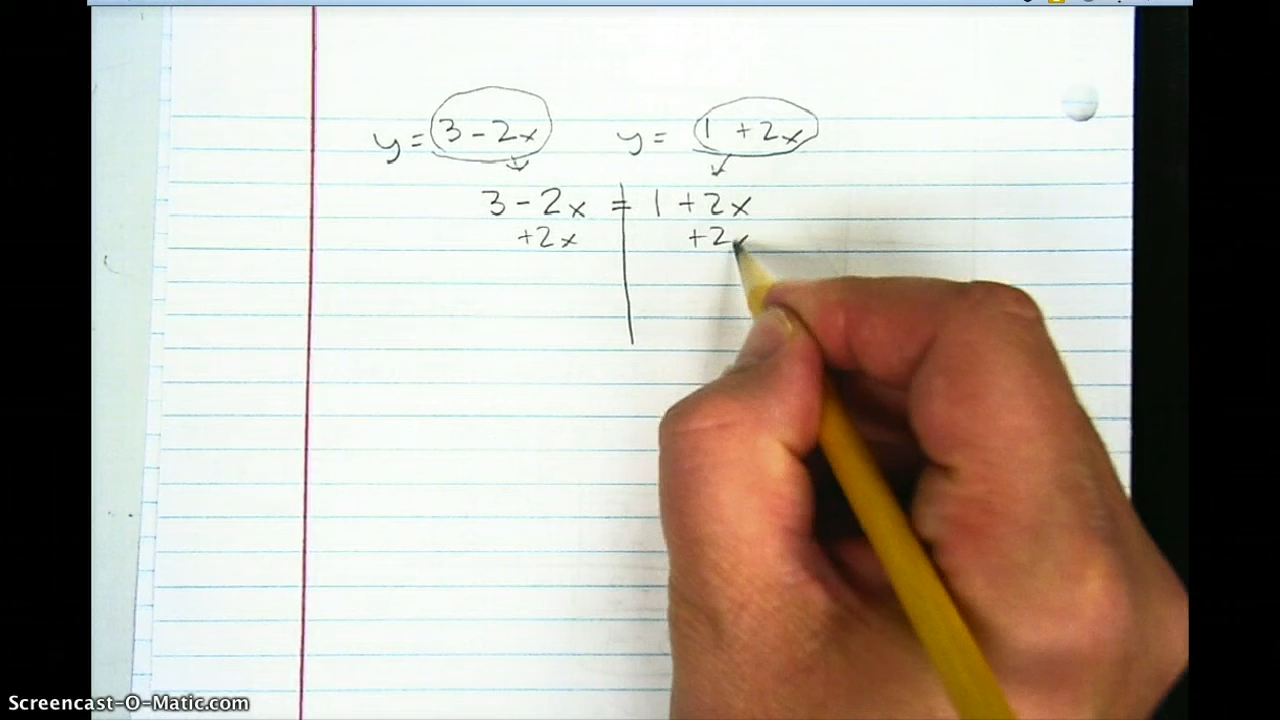 y = 3 - 2x y = 1 + 2x
3 - 2x = 1 + 2x
+2x +2x
Screencast-O-Matic.com